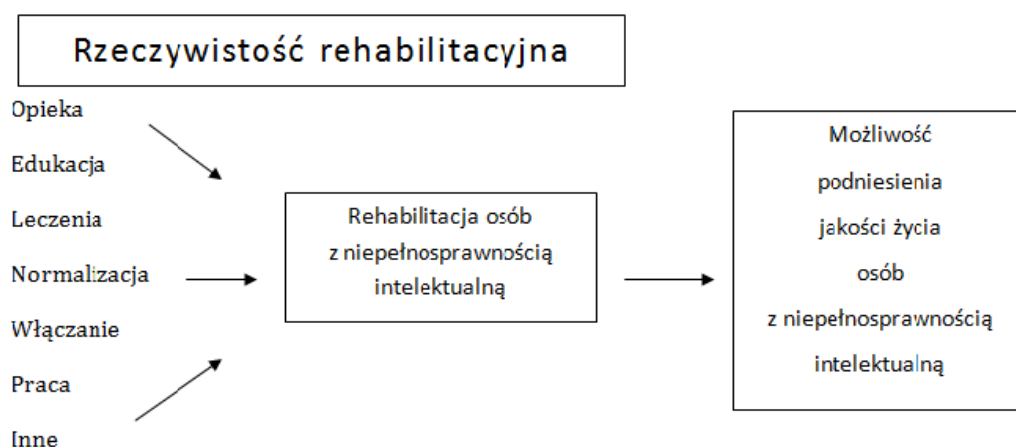 Rzeczywistość rehabilitacyjna
Opieka
Edukacja
Leczenia
Normalizacja
Włączanie
Praca
Inne
Rehabilitacja osób
z niepełnosprawnością
intelektualną
Możliwość
podniesienia
jakości życia
osób
z niepełnosprawnością
intelektualną